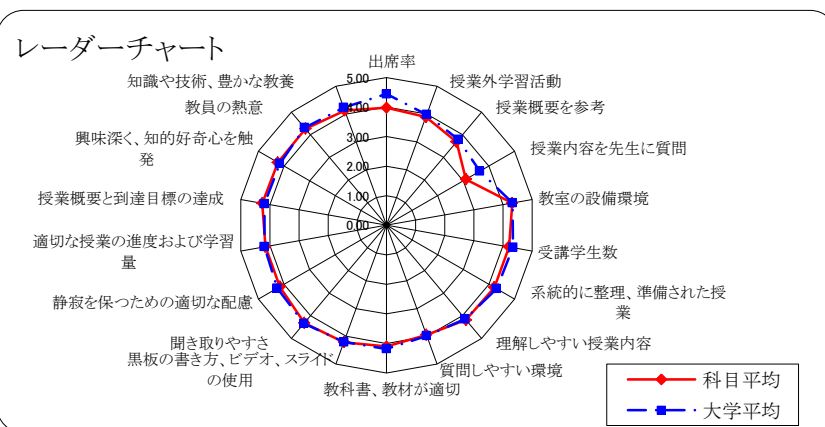 レーダーチャート
出席率
授業外学習活動
授業概要を参考
授業内容を先生に質問
教室の設備環境
受講学生数
系統的に整理、準備された授
業
理解しやすい授業内容
質問しやすい環境
教科書、教材が適切
黒板の書き方、ビデオ、スライド
の使用
聞き取りやすさ
静寂を保つための適切な配慮
適切な授業の進度および学習
量
授業概要と到達目標の達成
興味深く、知的好奇心を触
発
教員の熱意
知識や技術、豊かな教養
5.00
4.00
3.00
2.00
1.00
0.00
科目平均
大学平均